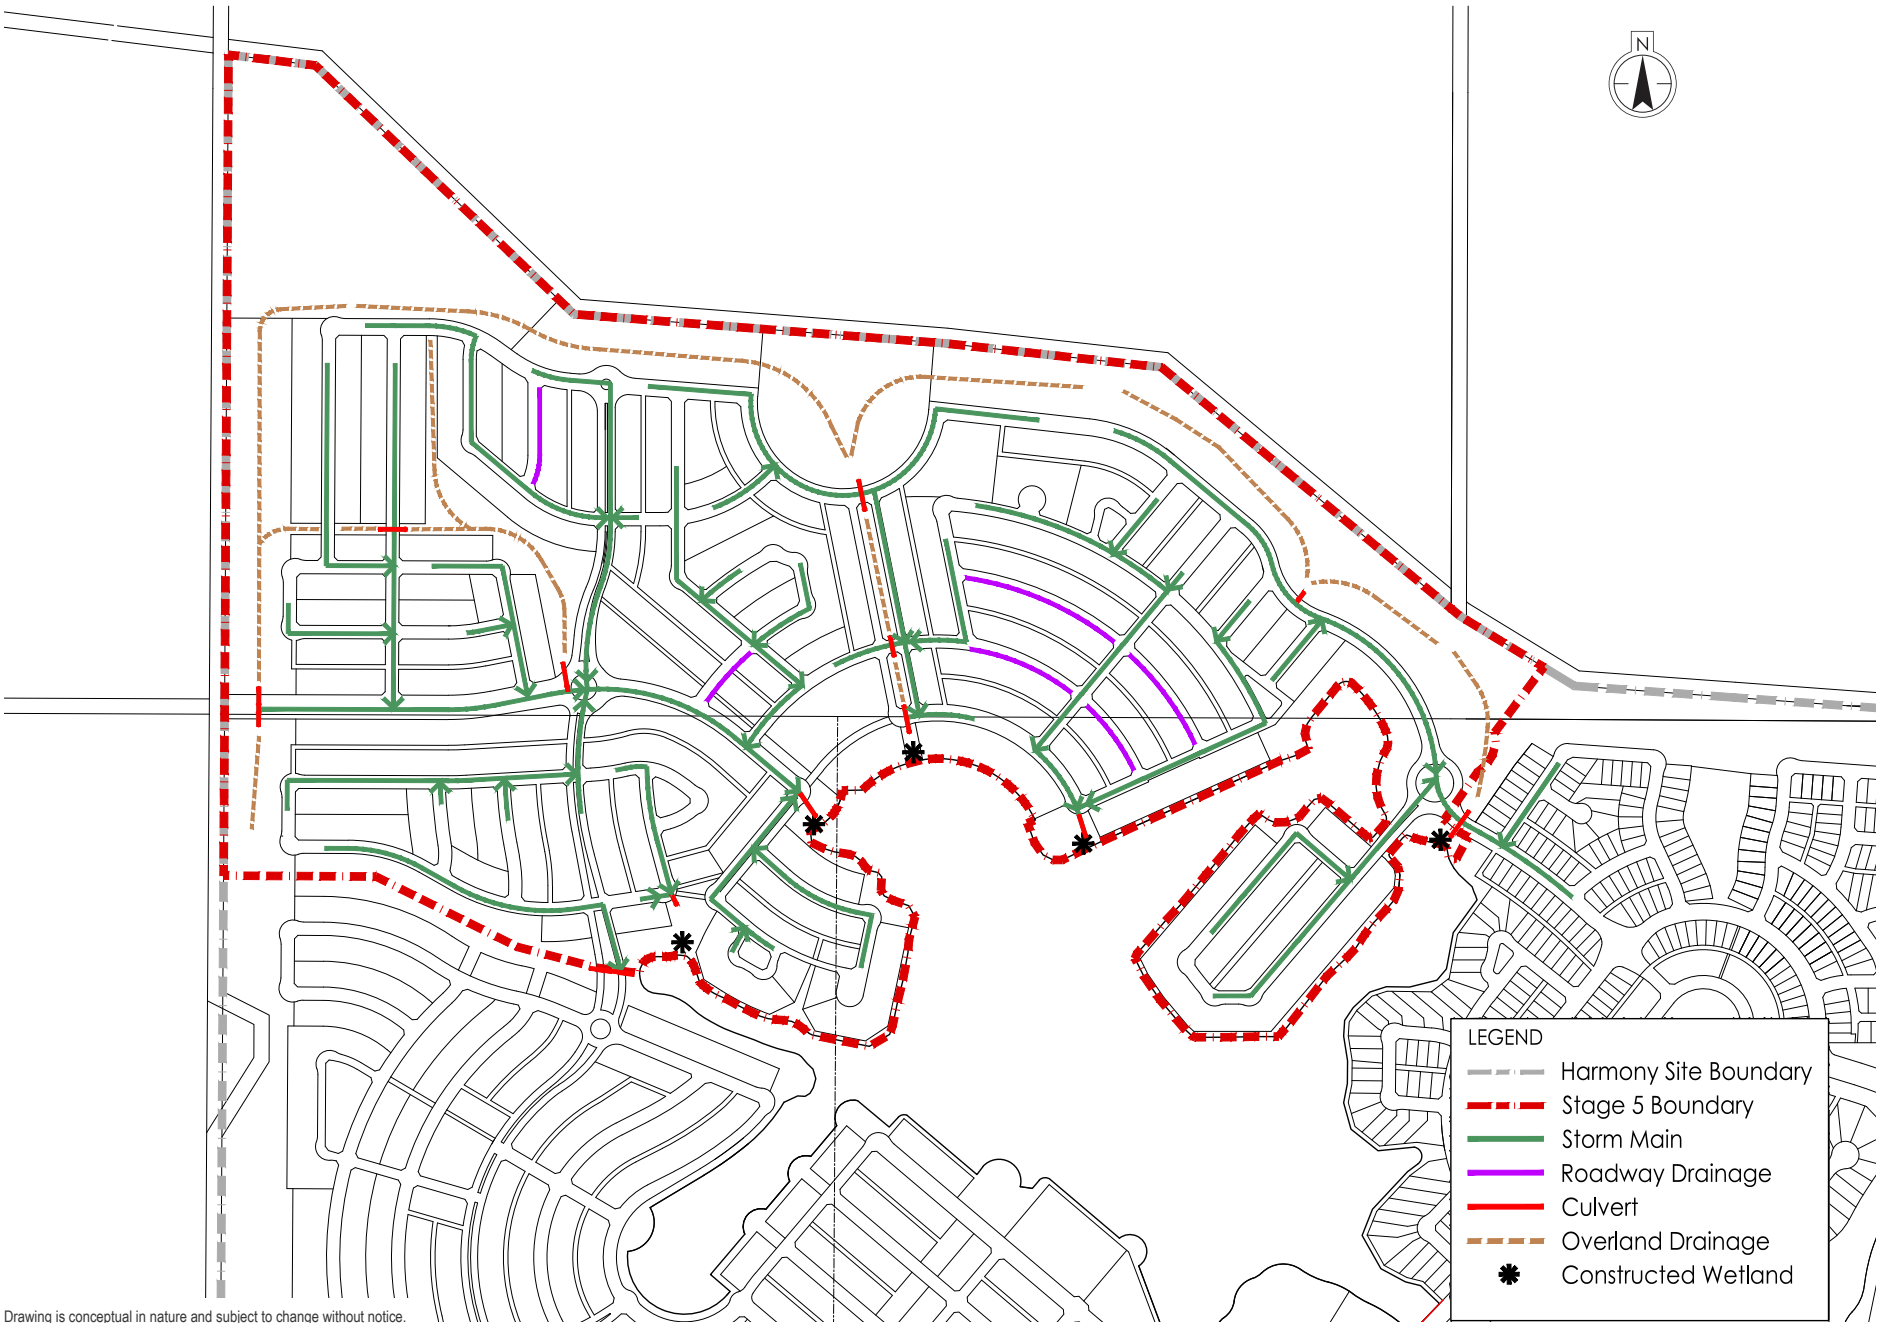 N
LEGEND
Harmony Site Boundary
Stage 5 Boundary
Storm Main
Roadway Drainage
Culvert
Overland Drainage
Constructed Wetland
Drawing is conceptual in nature and subject to change without notice.